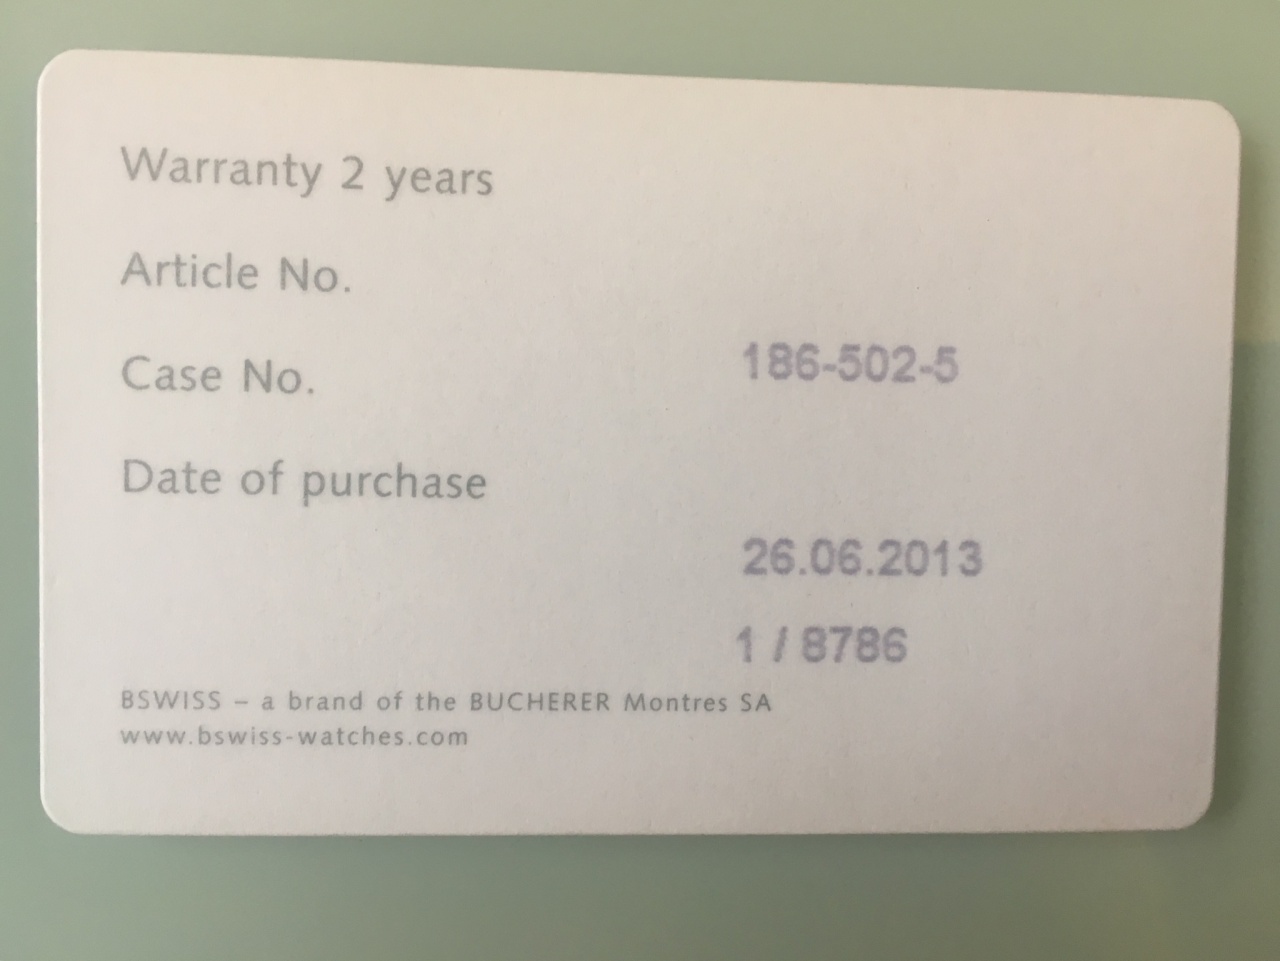 Warranty 2 years
Article No.
Case No. 186-502-5
Date of purchase
26.06.2013
1 / 8786
BSWISS – a brand of the BUCHERER Montres SA
www.bswiss-watches.com